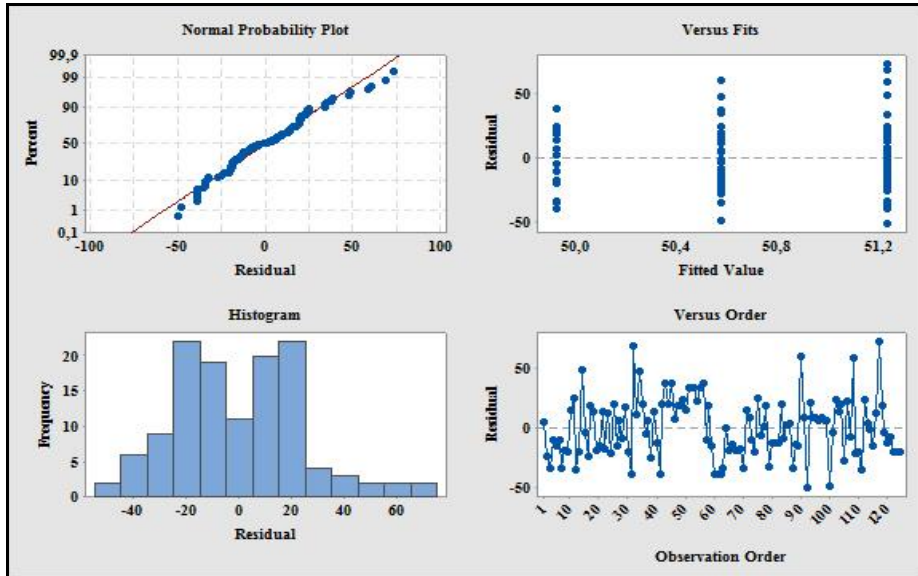 Normal Probability Plot
99,9
99
90
50
10
1
0,1
Percent
-100 -50 0 50 100
Residual
Versus Fits
50
0
-50
Residual
50,0 50,4 50,8 51,2
Fitted Value
Histogram
20
15
10
5
0
Frequency
-40 -20 0 20 40 60
Residual
Versus Order
50
0
-50
Residual
1 10 20 30 40 50 60 70 80 90 100 110 120
Observation Order